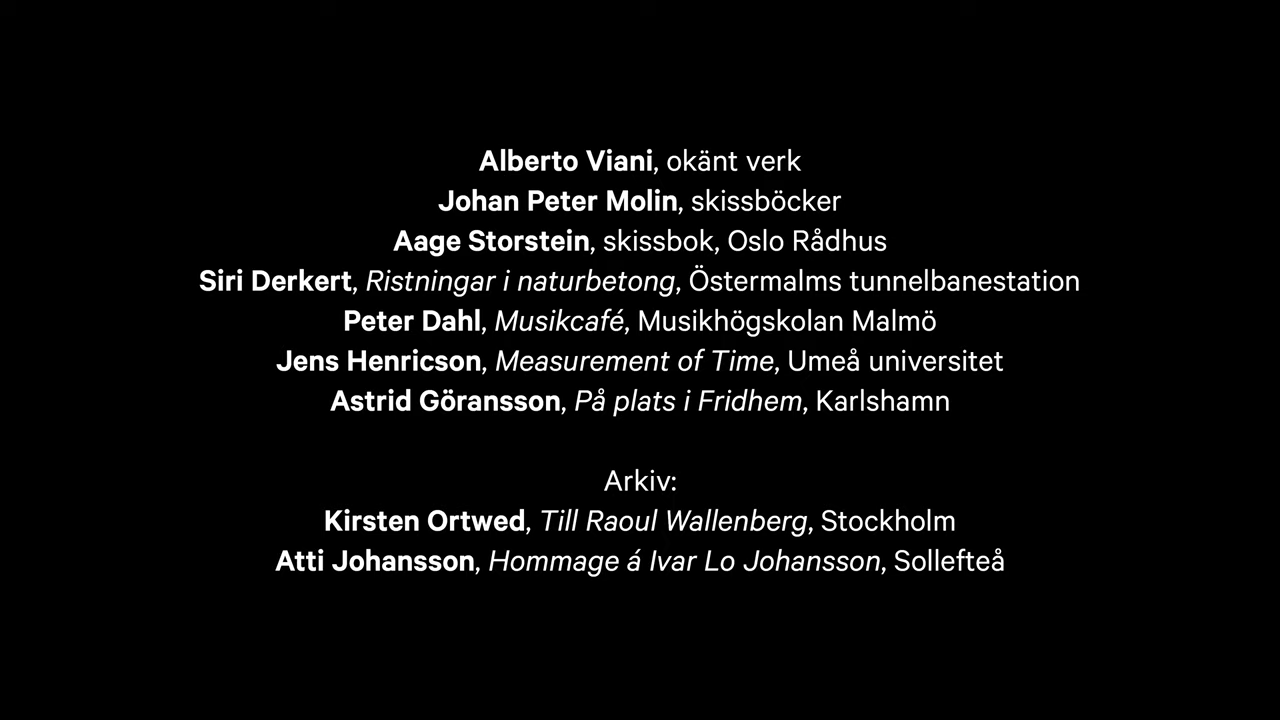 Alberto Viani, okänt verk
Johan Peter Molin, skissböcker
Aage Storstein, skissbok, Oslo Rådhus
Siri Derkert, Ristningar i naturbetong, Östermalms tunnelbanestation
Peter Dahl, Musikcafé, Musikhögskolan Malmö
Jens Henricson, Measurement of Time, Umeå universitet
Astrid Göransson, På plats i Fridhem, Karlshamn
Arkiv:
Kirsten Ortwed, Till Raoul Wallenberg, Stockholm
Atti Johansson, Hommage á Ivar Lo Johansson, Sollefteå